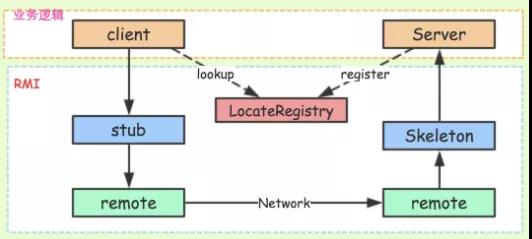 业务逻辑
client
Server
lookup
register
RMI
LocateRegistry
stub
Skeleton
remote
Network
remote